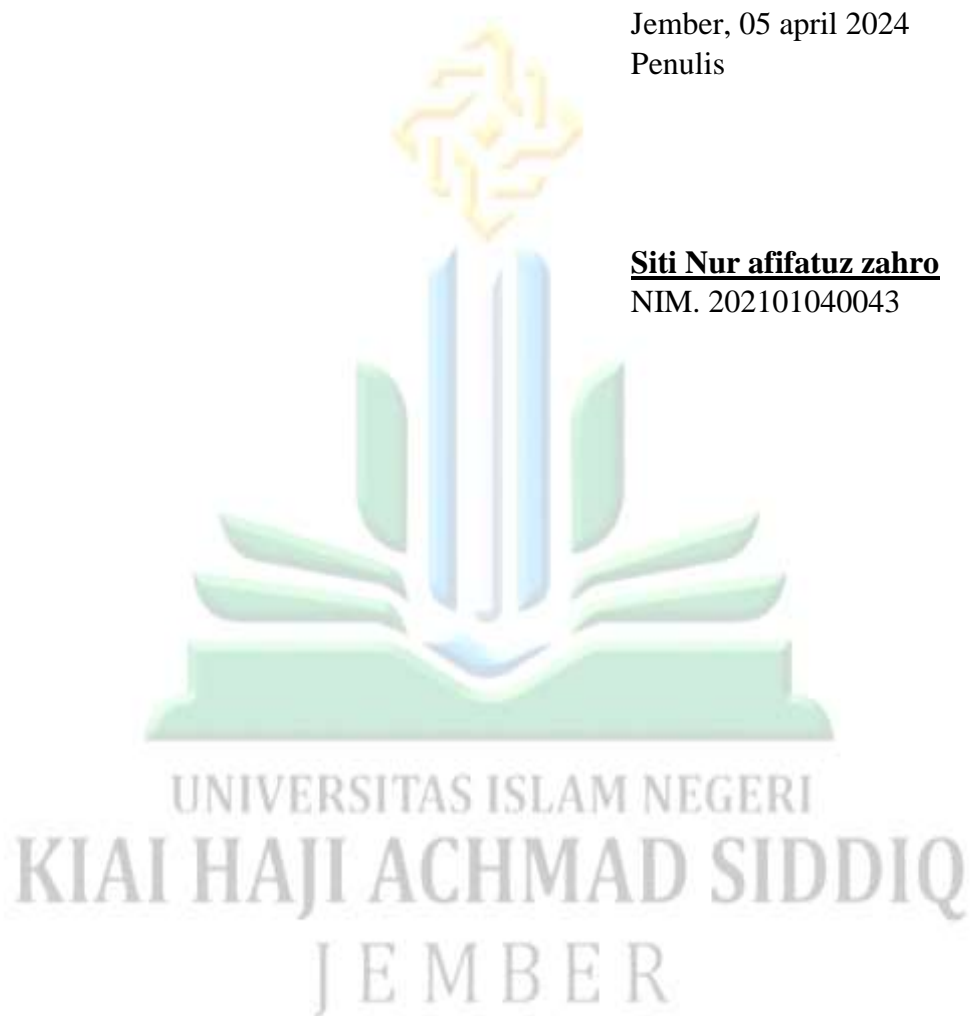 Jember, 05 april 2024
Penulis
Siti Nur afifatuz zahro
NIM. 202101040043
UNIVERSITAS ISLAM NEGERI
KIAI HAJI ACHMAD SIDDIQ
JEMBER